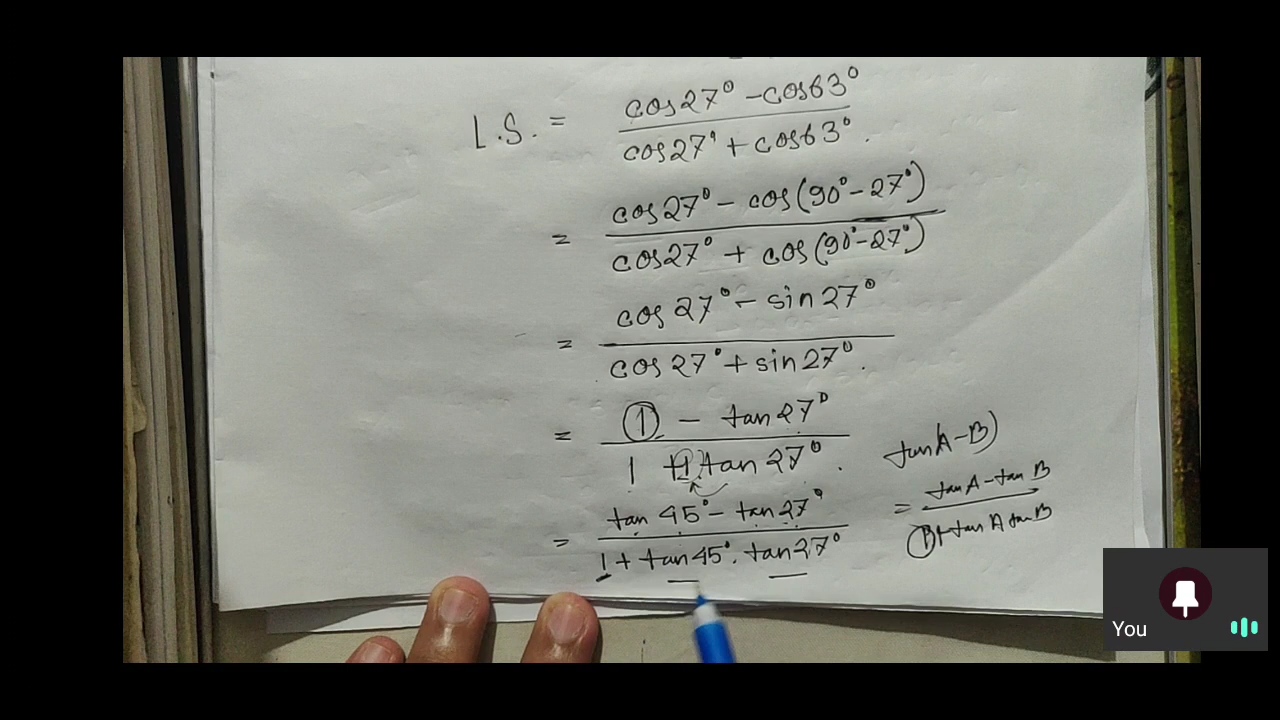 L.S. = cos27° - cos63°
cos27° + cos63°.
= cos27° - cos(90° - 27°)
cos27° + cos(90° - 27°)
= cos27° - sin27°
cos27° + sin27°.
= 1 - tan27°
1 + 1.tan27°.
tan(A-B)
= tan45° - tan27°
1 + tan45°. tan27°
= tanA - tanB
1 + tanA tanB
You